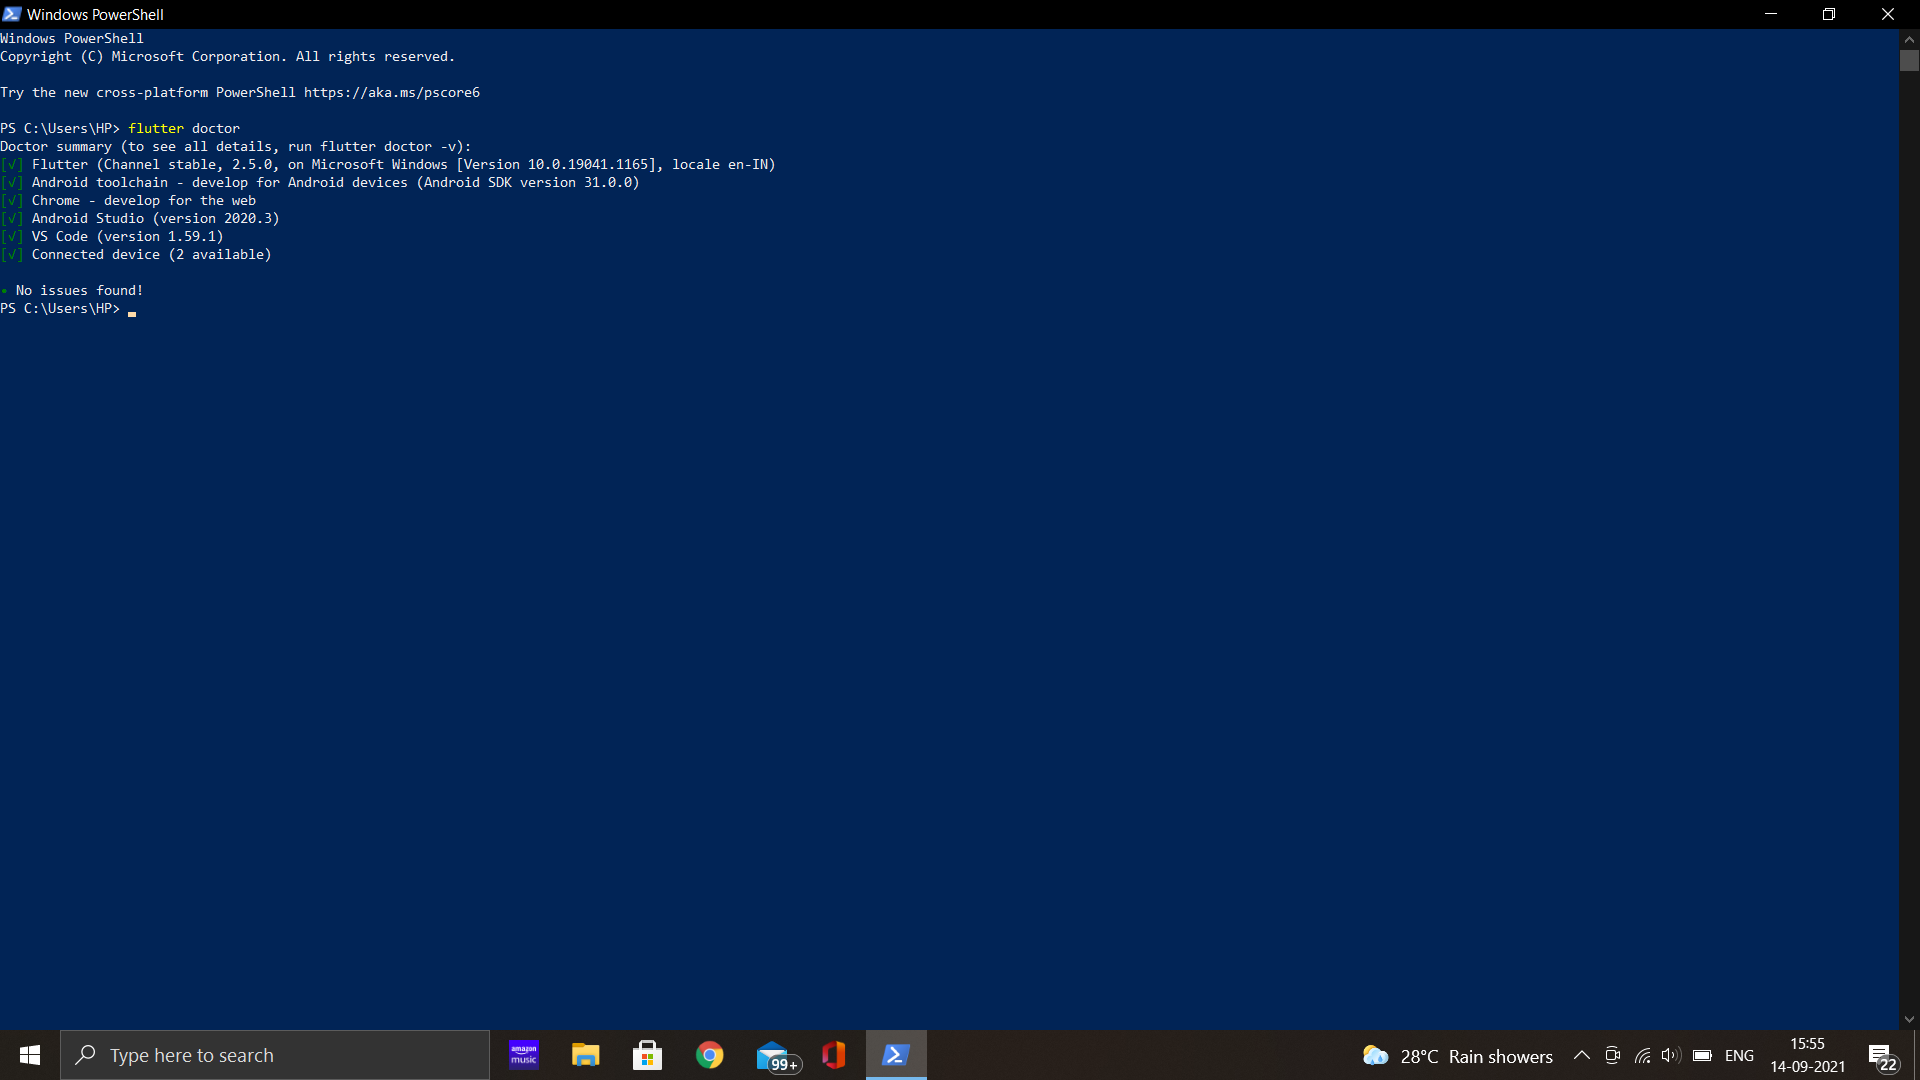 Windows PowerShell
Windows PowerShell
Copyright (C) Microsoft Corporation. All rights reserved.
Try the new cross-platform PowerShell https://aka.ms/pscore6
PS C:\Users\HP> flutter doctor
Doctor summary (to see all details, run flutter doctor -v):
[√] Flutter (Channel stable, 2.5.0, on Microsoft Windows [Version 10.0.19041.1165], locale en-IN)
[√] Android toolchain - develop for Android devices (Android SDK version 31.0.0)
[√] Chrome - develop for the web
[√] Android Studio (version 2020.3)
[√] VS Code (version 1.59.1)
[√] Connected device (2 available)
• No issues found!
PS C:\Users\HP>
Type here to search
amazon
music
99+
28°C Rain showers
ENG
15:55
14-09-2021
22